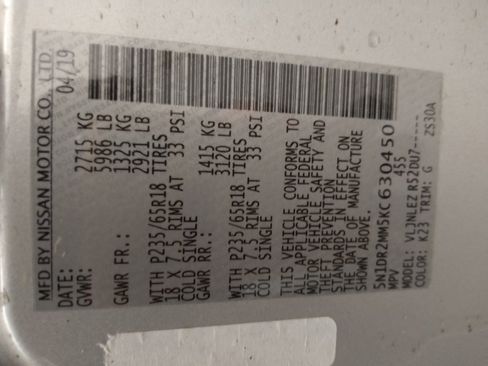 MFD BY NISSAN MOTOR CO., LTD.
DATE: 04/19
GVWR: 2715 KG
5986 LB
GAWR FR.: 1325 KG
2921 LB
WITH P235/65R18 TIRES
18 X 7.5 RIMS AT 33 PSI
COLD SINGLE
GAWR RR.: 1415 KG
3120 LB
WITH P235/65R18 TIRES
18 X 7.5 RIMS AT 33 PSI
COLD SINGLE
THIS VEHICLE CONFORMS TO
ALL APPLICABLE FEDERAL
MOTOR VEHICLE SAFETY AND
THEFT PREVENTION
STANDARDS IN EFFECT ON
THE DATE OF MANUFACTURE
SHOWN ABOVE.
5N1DR2MM5KC630450
MPV 455
MODEL: VLJNLEZ R52DU7-----
COLOR: K23 TRIM: G ZS30A